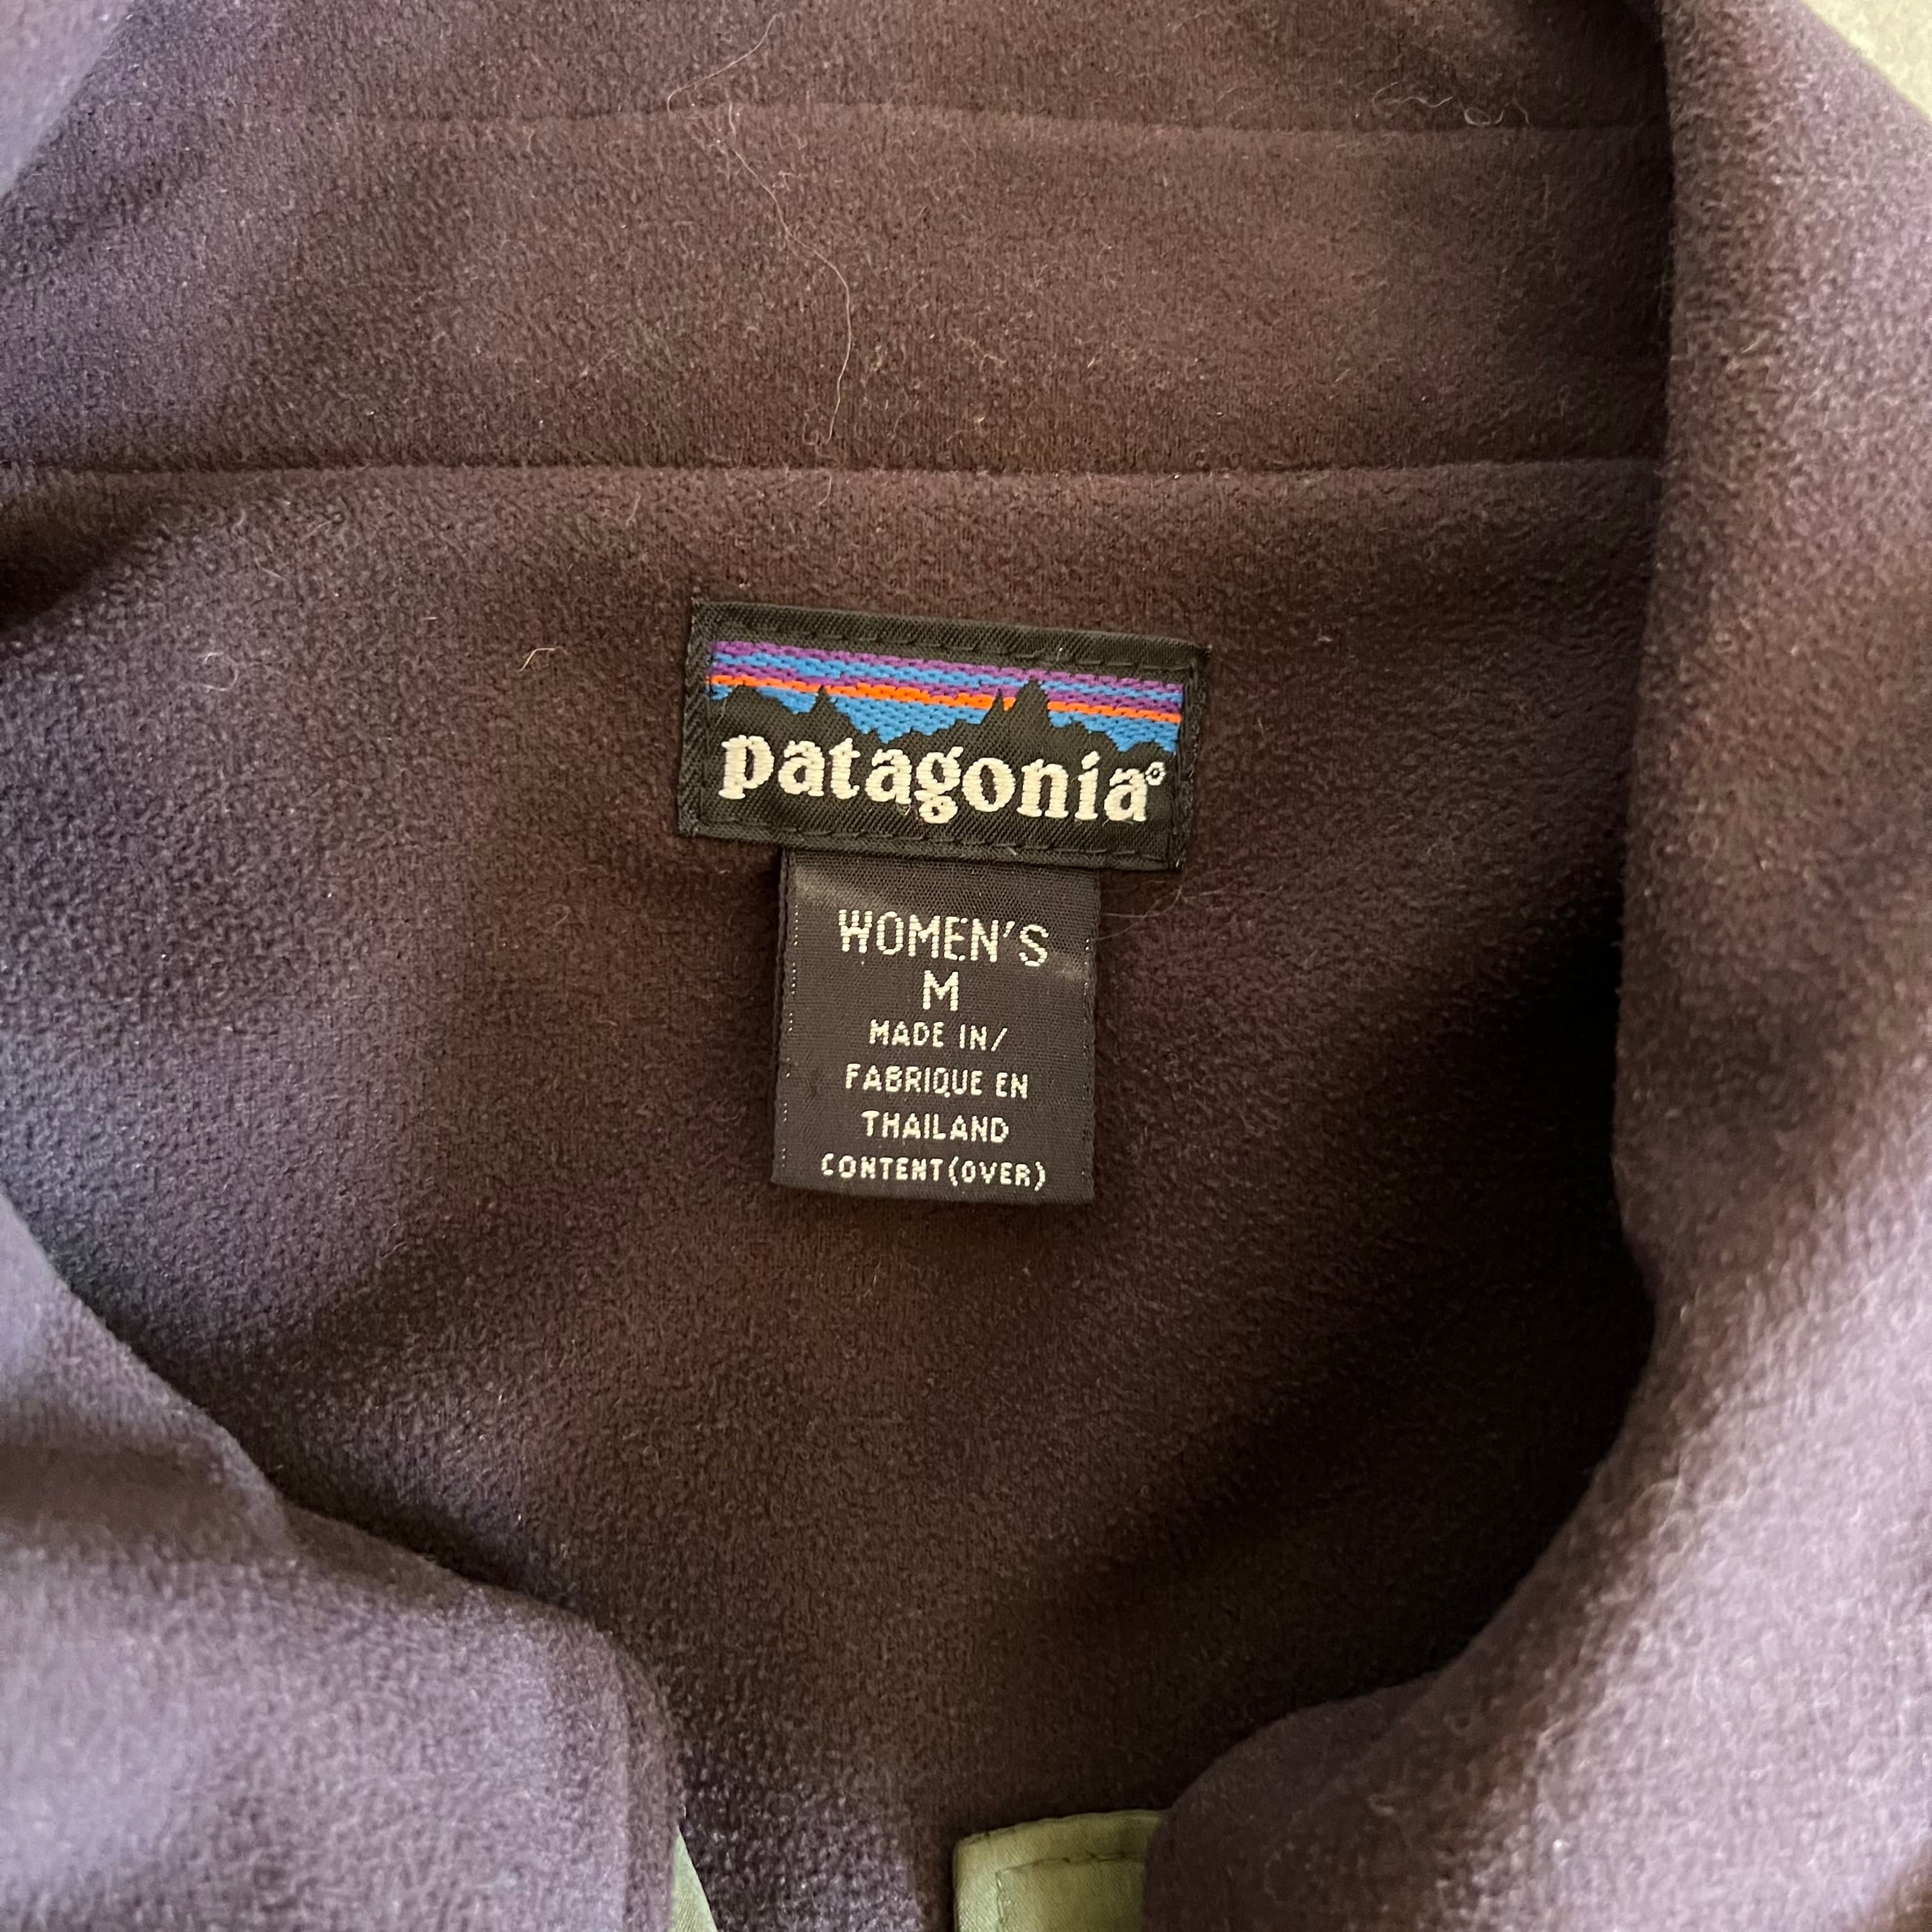 patagonia®
WOMEN'S
M
MADE IN/
FABRIQUE EN
THAILAND
CONTENT(OVER)